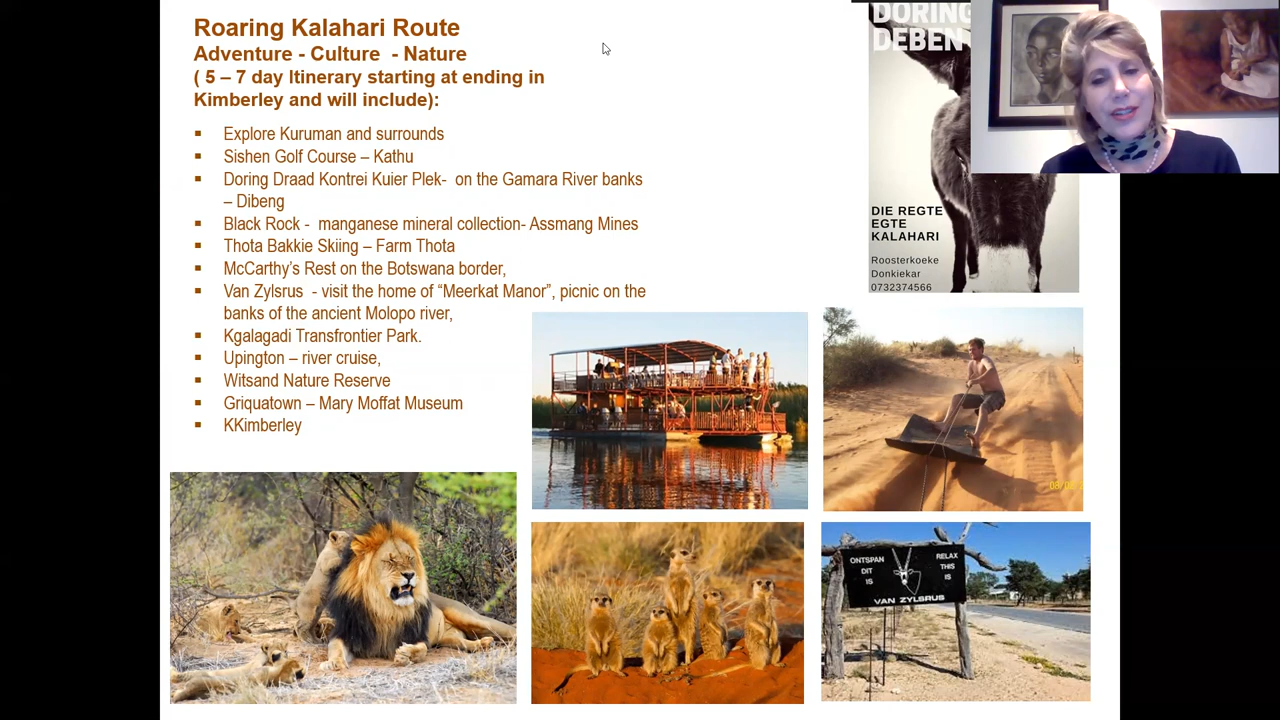 Roaring Kalahari Route
Adventure - Culture - Nature
( 5 – 7 day Itinerary starting at ending in
Kimberley and will include):
▪ Explore Kuruman and surrounds
▪ Sishen Golf Course – Kathu
▪ Doring Draad Kontrei Kuier Plek- on the Gamara River banks
– Dibeng
▪ Black Rock - manganese mineral collection- Assmang Mines
▪ Thota Bakkie Skiing – Farm Thota
▪ McCarthy’s Rest on the Botswana border,
▪ Van Zylsrus - visit the home of “Meerkat Manor”, picnic on the
banks of the ancient Molopo river,
▪ Kgalagadi Transfrontier Park.
▪ Upington – river cruise,
▪ Witsand Nature Reserve
▪ Griquatown – Mary Moffat Museum
▪ KKimberley
DORING
DEBEN
DIE REGTE
EGTE
KALAHARI
Roosterkoeke
Donkiekar
0732374566
ONTSPAN
DIT
IS
RELAX
THIS
IS
VAN ZYLSRUS